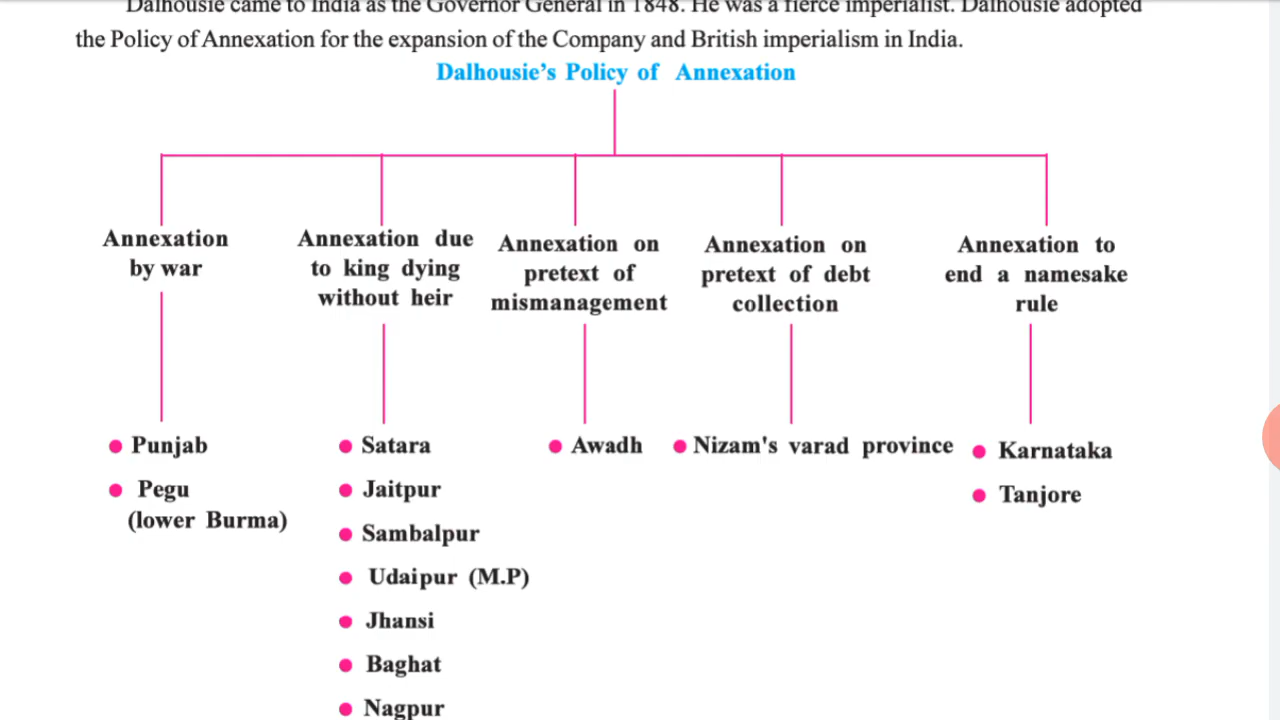 Dalhousie came to India as the Governor General in 1848. He was a fierce imperialist. Dalhousie adopted
the Policy of Annexation for the expansion of the Company and British imperialism in India.
Dalhousie's Policy of Annexation
Annexation
by war
Annexation due
to king dying
without heir
Annexation on
pretext of
mismanagement
Annexation on
pretext of debt
collection
Annexation to
end a namesake
rule
• Punjab
• Pegu
(lower Burma)
• Satara
• Jaitpur
• Sambalpur
• Udaipur (M.P)
• Jhansi
• Baghat
• Nagpur
• Awadh
• Nizam's varad province
• Karnataka
• Tanjore